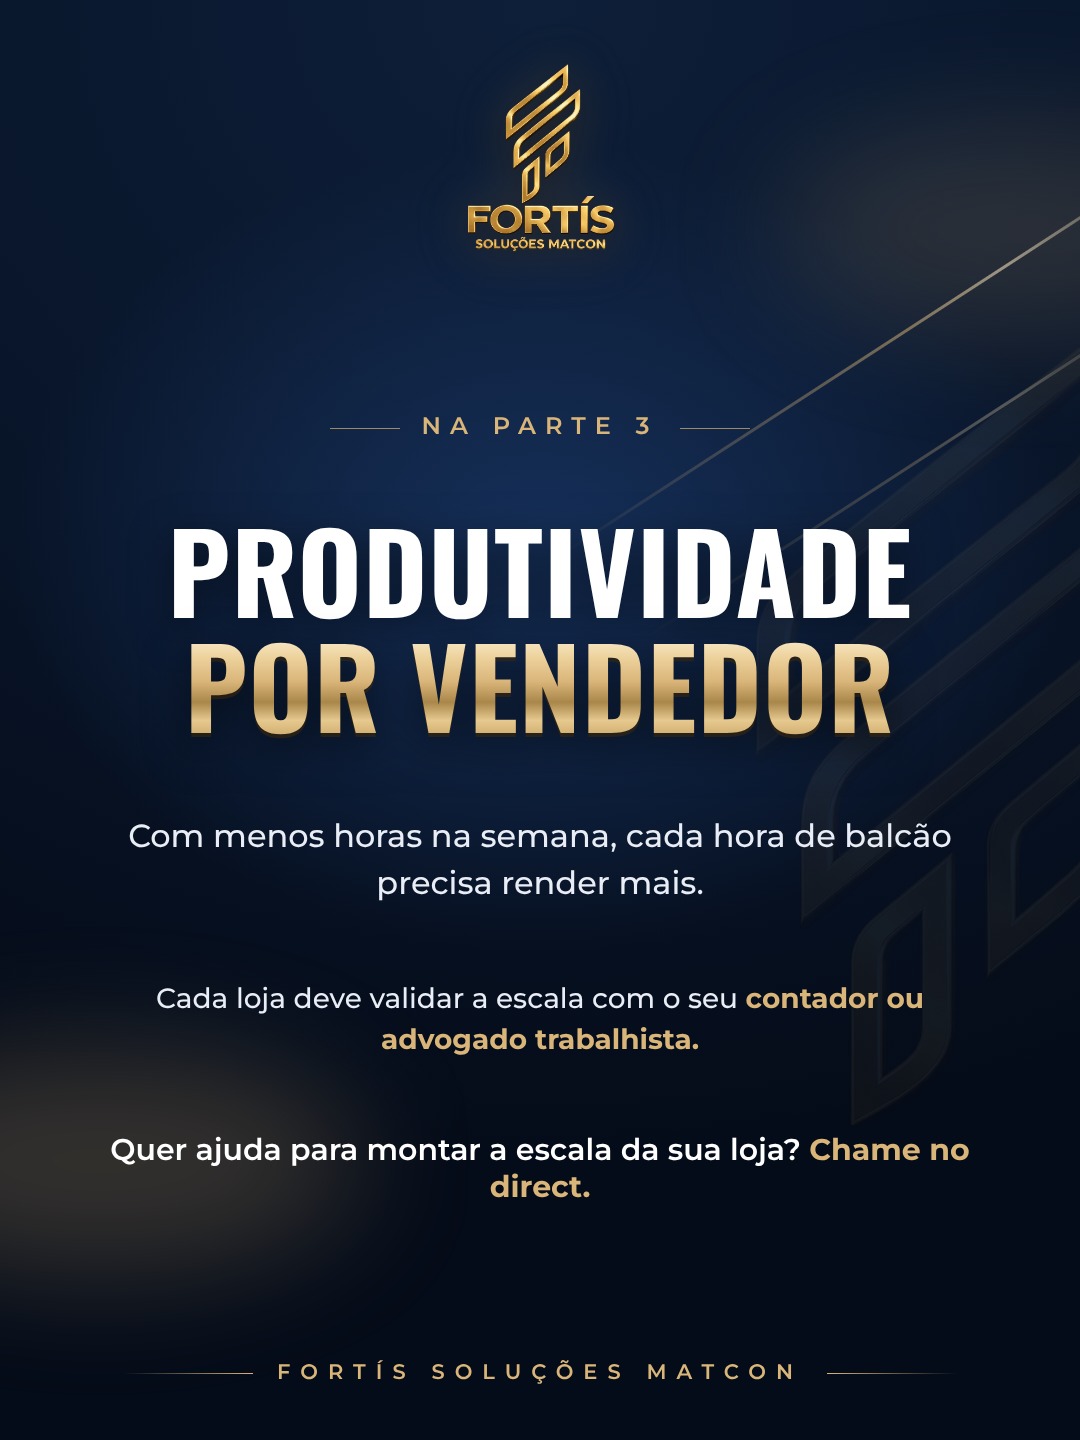 FORTÍS
SOLUÇÕES MATCON
NA PARTE 3
PRODUTIVIDADE
POR VENDEDOR
Com menos horas na semana, cada hora de balcão
precisa render mais.
Cada loja deve validar a escala com o seu contador ou
advogado trabalhista.
Quer ajuda para montar a escala da sua loja? Chame no
direct.
FORTÍS SOLUÇÕES MATCON